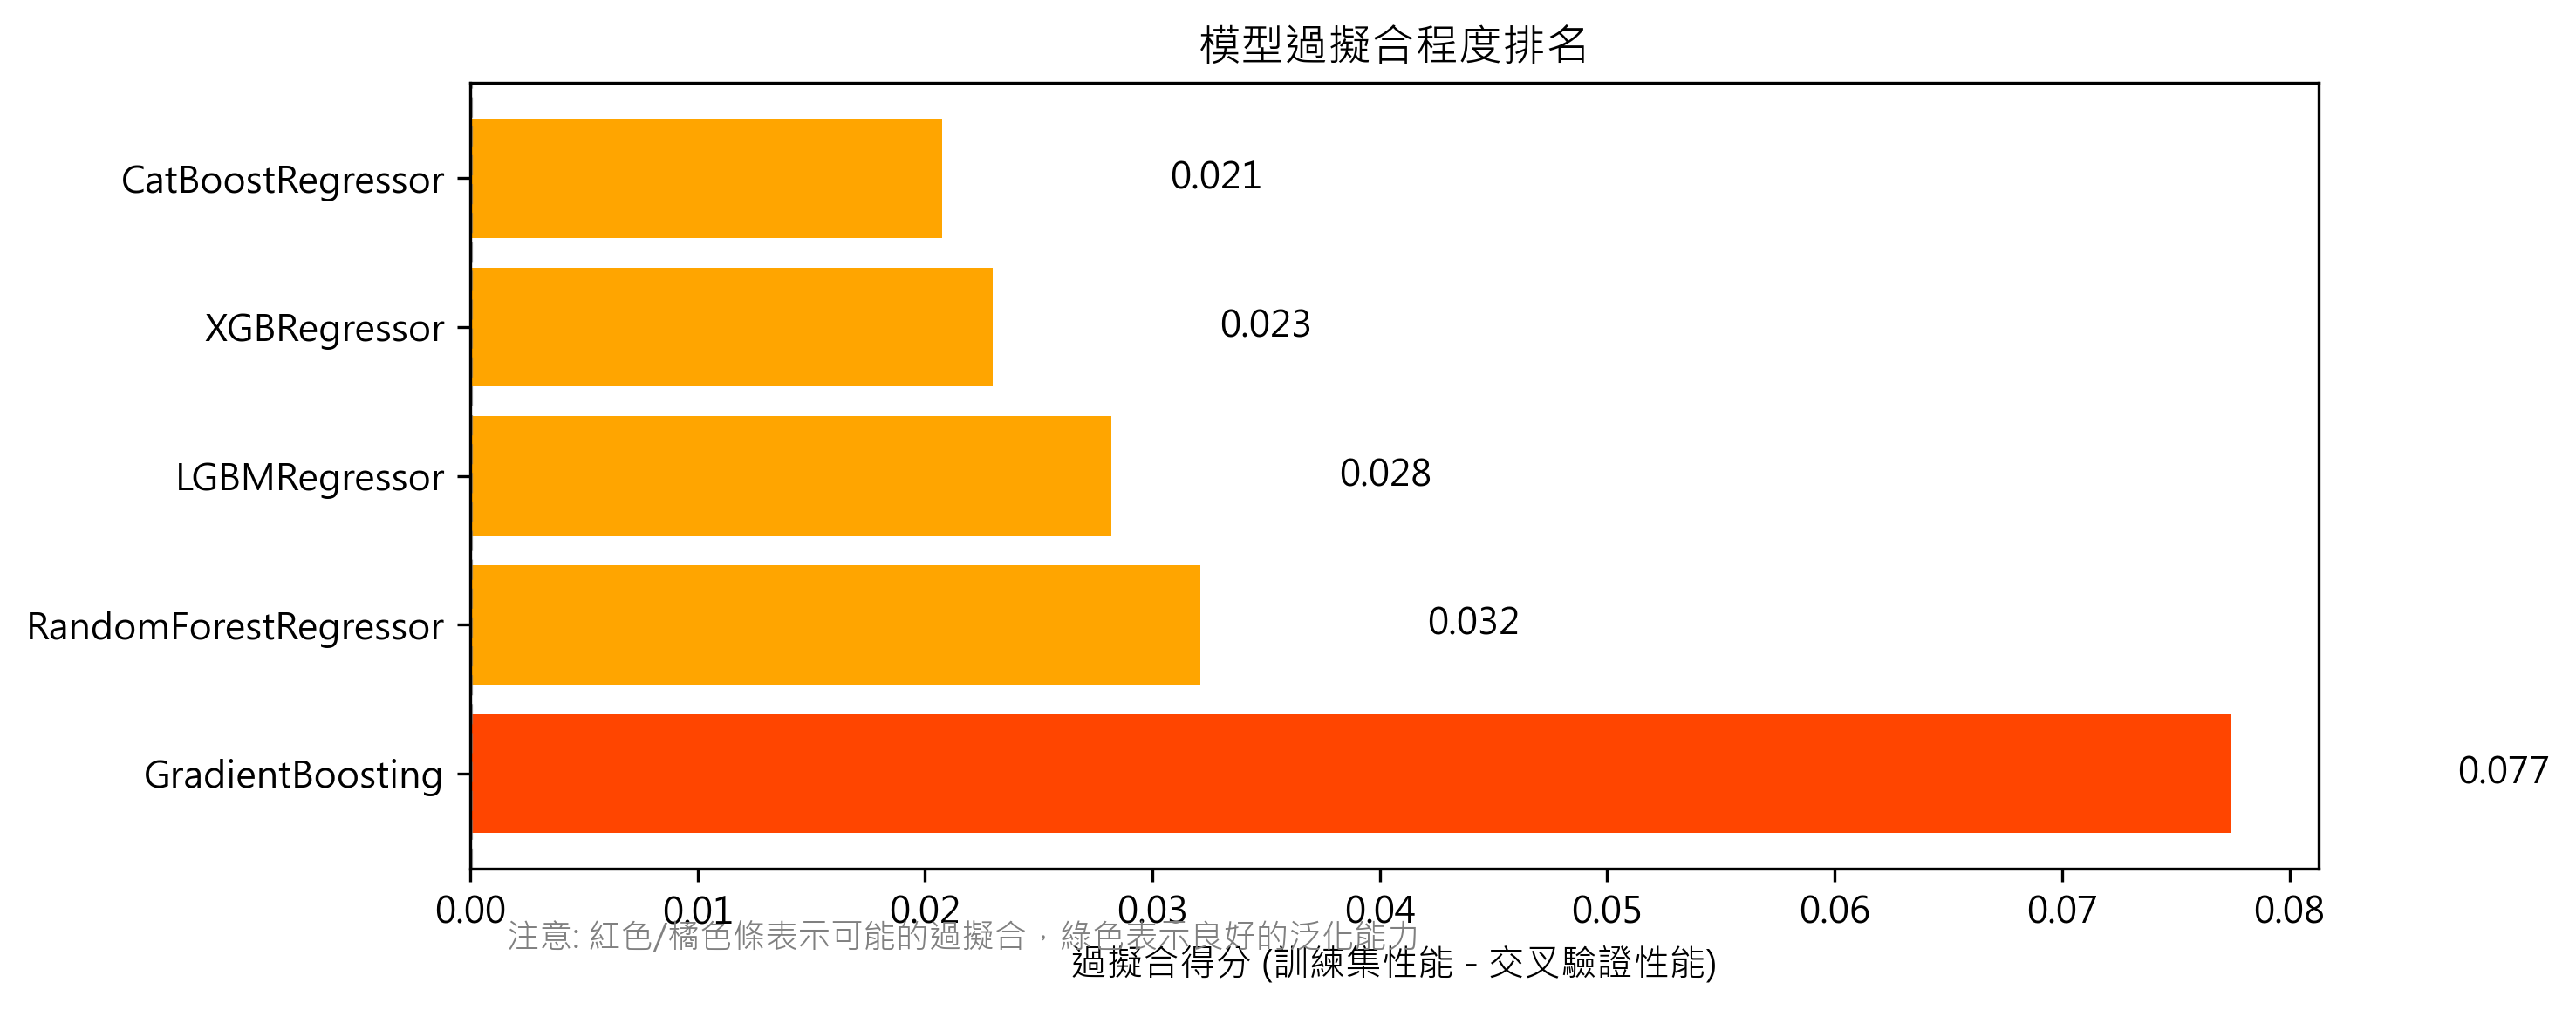 模型過擬合程度排名
CatBoostRegressor
0.021
XGBRegressor
0.023
LGBMRegressor
0.028
RandomForestRegressor
0.032
GradientBoosting
0.077
0.00 0.01 0.02 0.03 0.04 0.05 0.06 0.07 0.08
注意: 紅色/橘色條表示可能的過擬合，綠色表示良好的泛化能力
過擬合得分 (訓練集性能 - 交叉驗證性能)